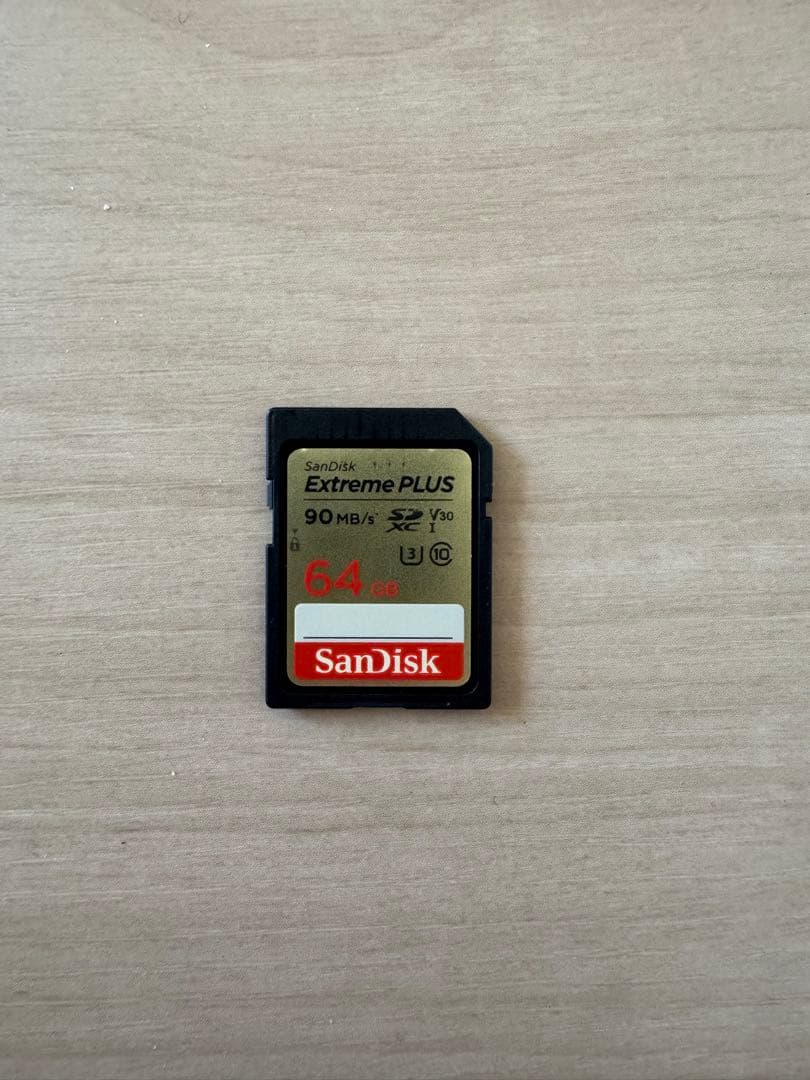 SanDisk
Extreme PLUS
90 MB/s* SD XC V30
I
3 10
64 GB
SanDisk